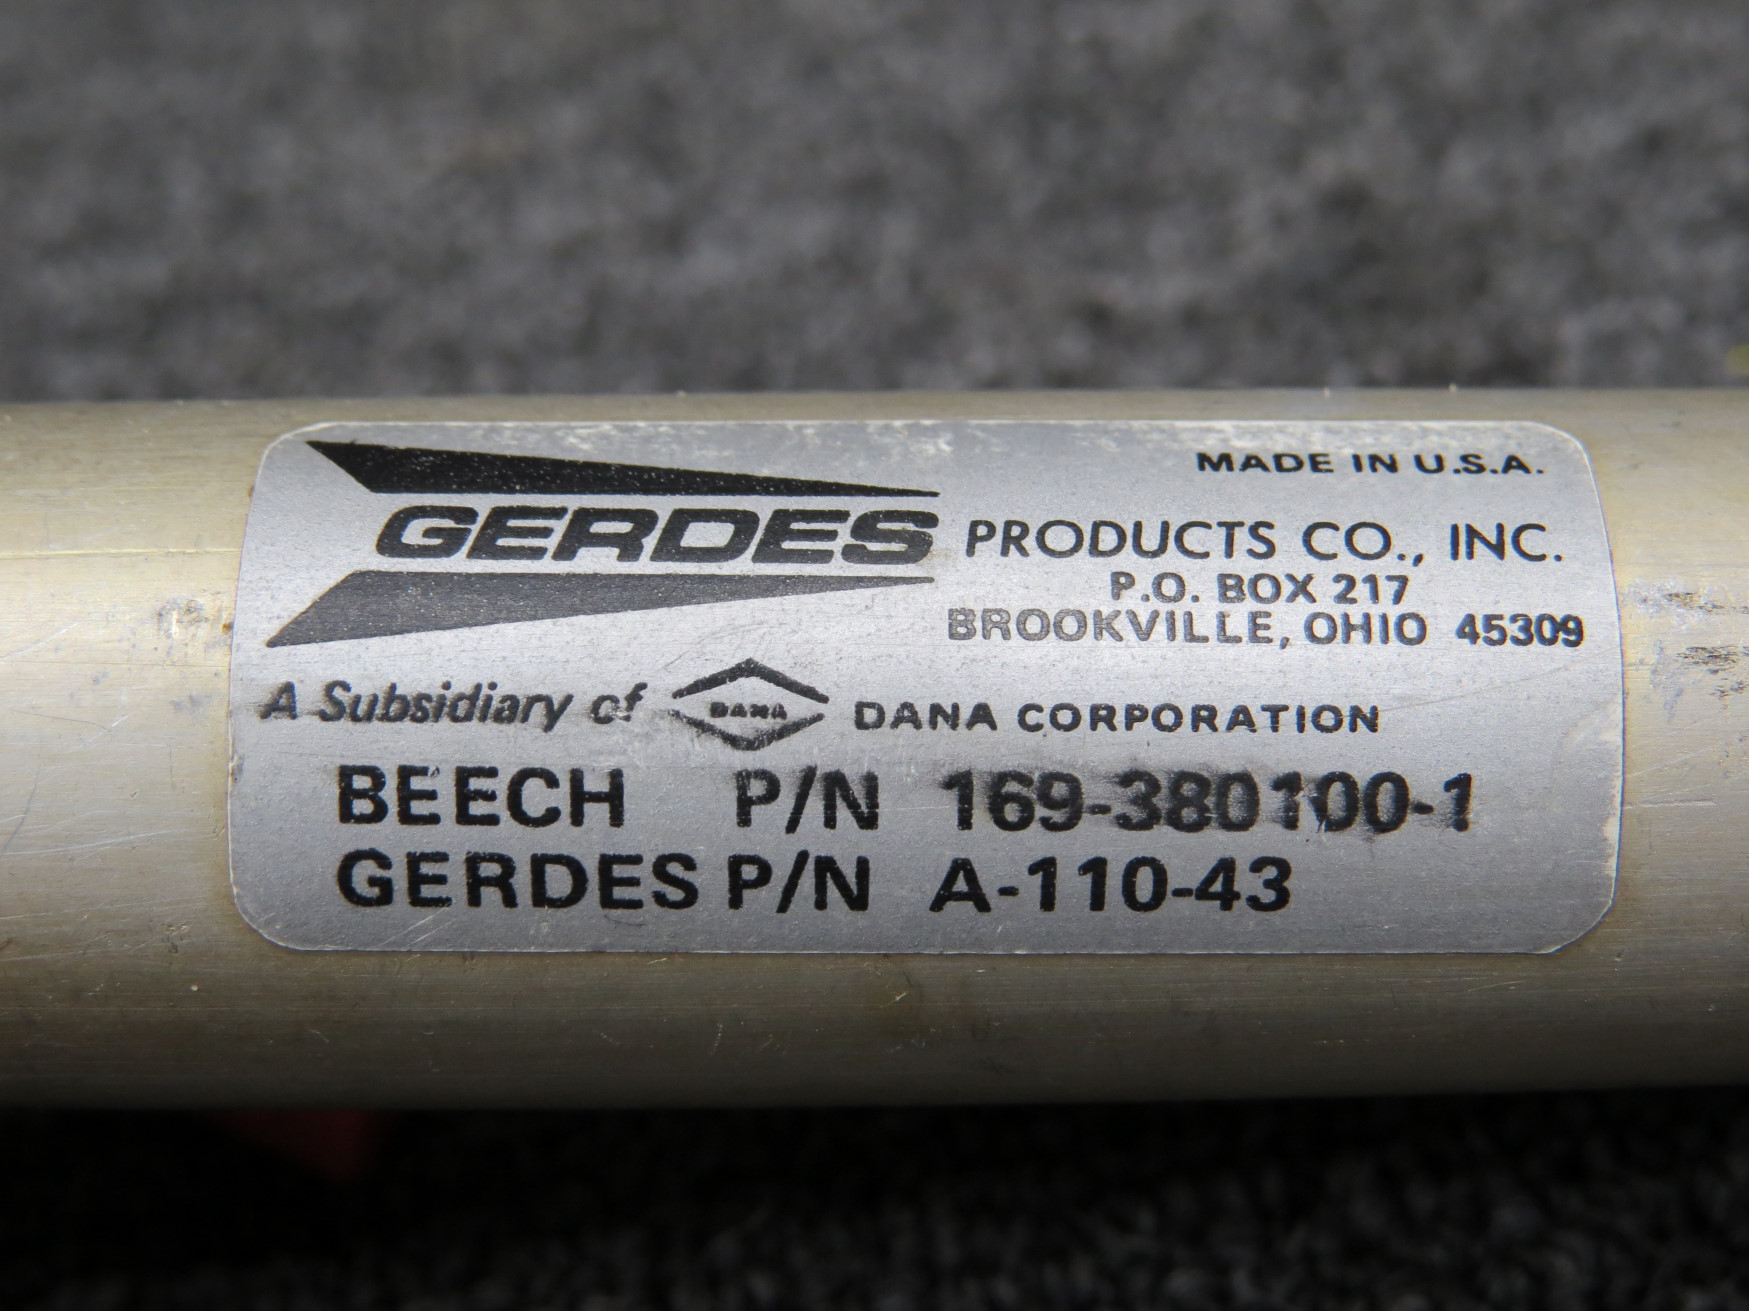 MADE IN U.S.A.
GERDES PRODUCTS CO., INC.
P.O. BOX 217
BROOKVILLE, OHIO 45309
A Subsidiary of DANA DANA CORPORATION
BEECH P/N 169-380100-1
GERDES P/N A-110-43